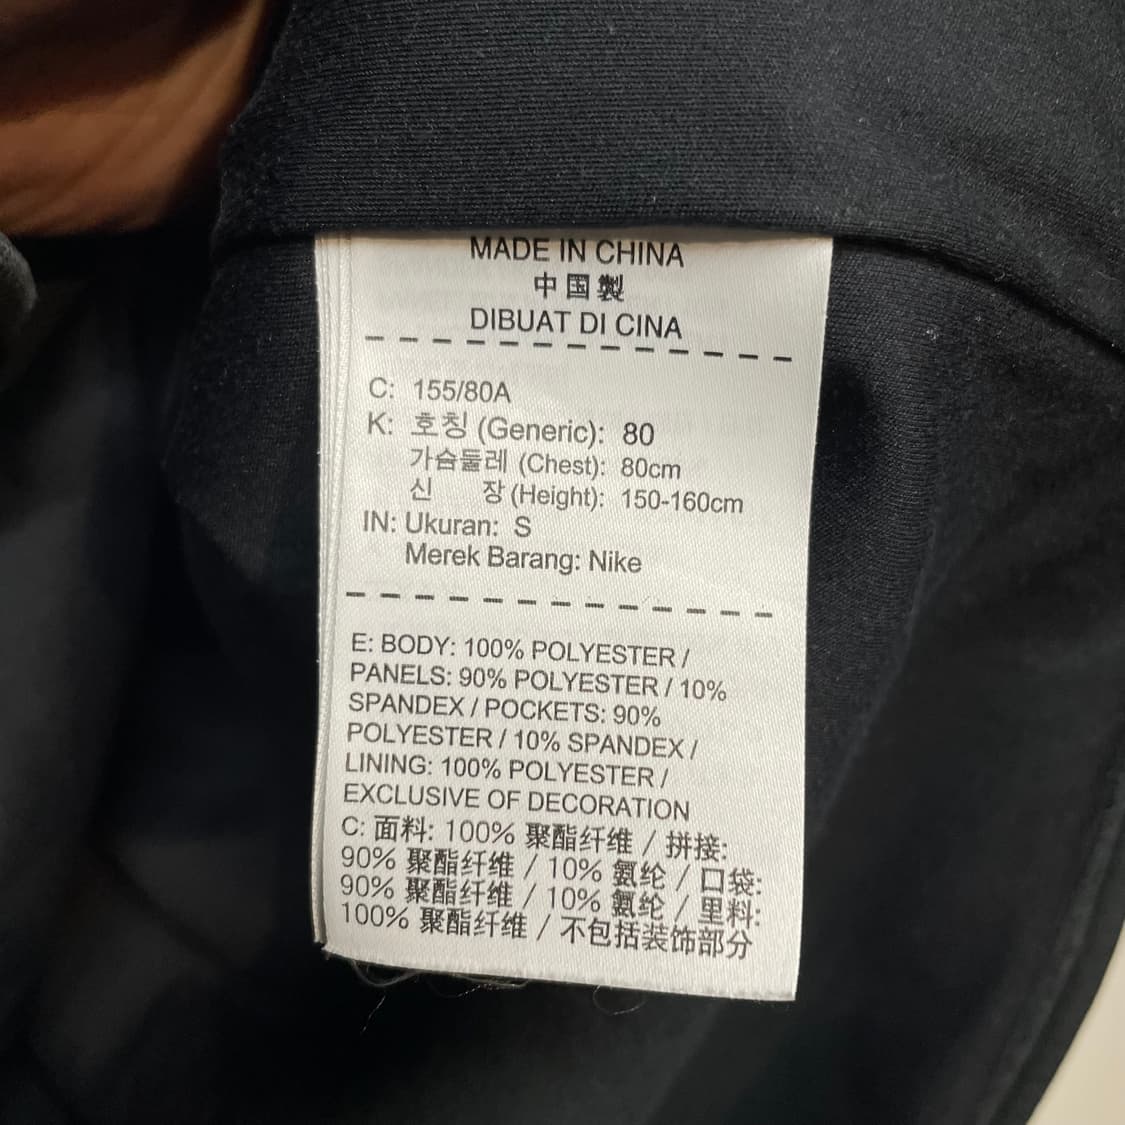 MADE IN CHINA
中国製
DIBUAT DI CINA
C: 155/80A
K: 호칭 (Generic): 80
가슴둘레 (Chest): 80cm
신 장 (Height): 150-160cm
IN: Ukuran: S
Merek Barang: Nike
E: BODY: 100% POLYESTER /
PANELS: 90% POLYESTER / 10%
SPANDEX / POCKETS: 90%
POLYESTER / 10% SPANDEX /
LINING: 100% POLYESTER /
EXCLUSIVE OF DECORATION
C: 面料: 100% 聚酯纤维 / 拼接:
90% 聚酯纤维 / 10% 氨纶 / 口袋:
90% 聚酯纤维 / 10% 氨纶 / 里料:
100% 聚酯纤维 / 不包括装饰部分